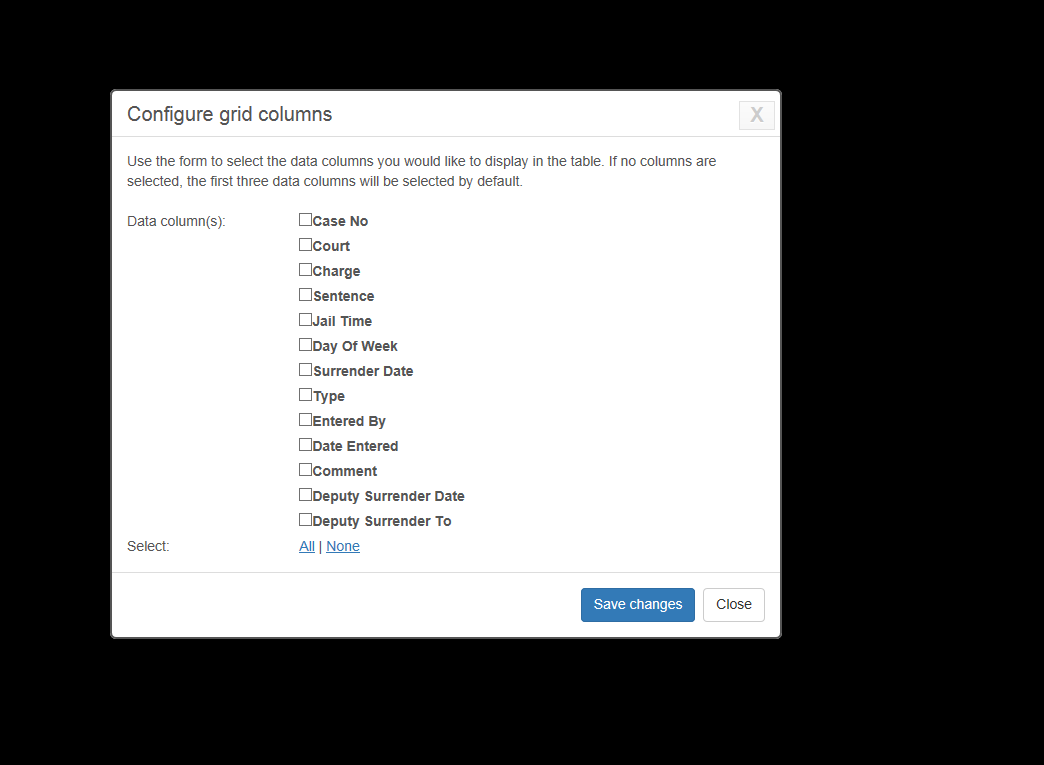 Configure grid columns
X
Use the form to select the data columns you would like to display in the table. If no columns are
selected, the first three data columns will be selected by default.
Data column(s):
Case No
Court
Charge
Sentence
Jail Time
Day Of Week
Surrender Date
Type
Entered By
Date Entered
Comment
Deputy Surrender Date
Deputy Surrender To
Select: All | None
Save changes Close